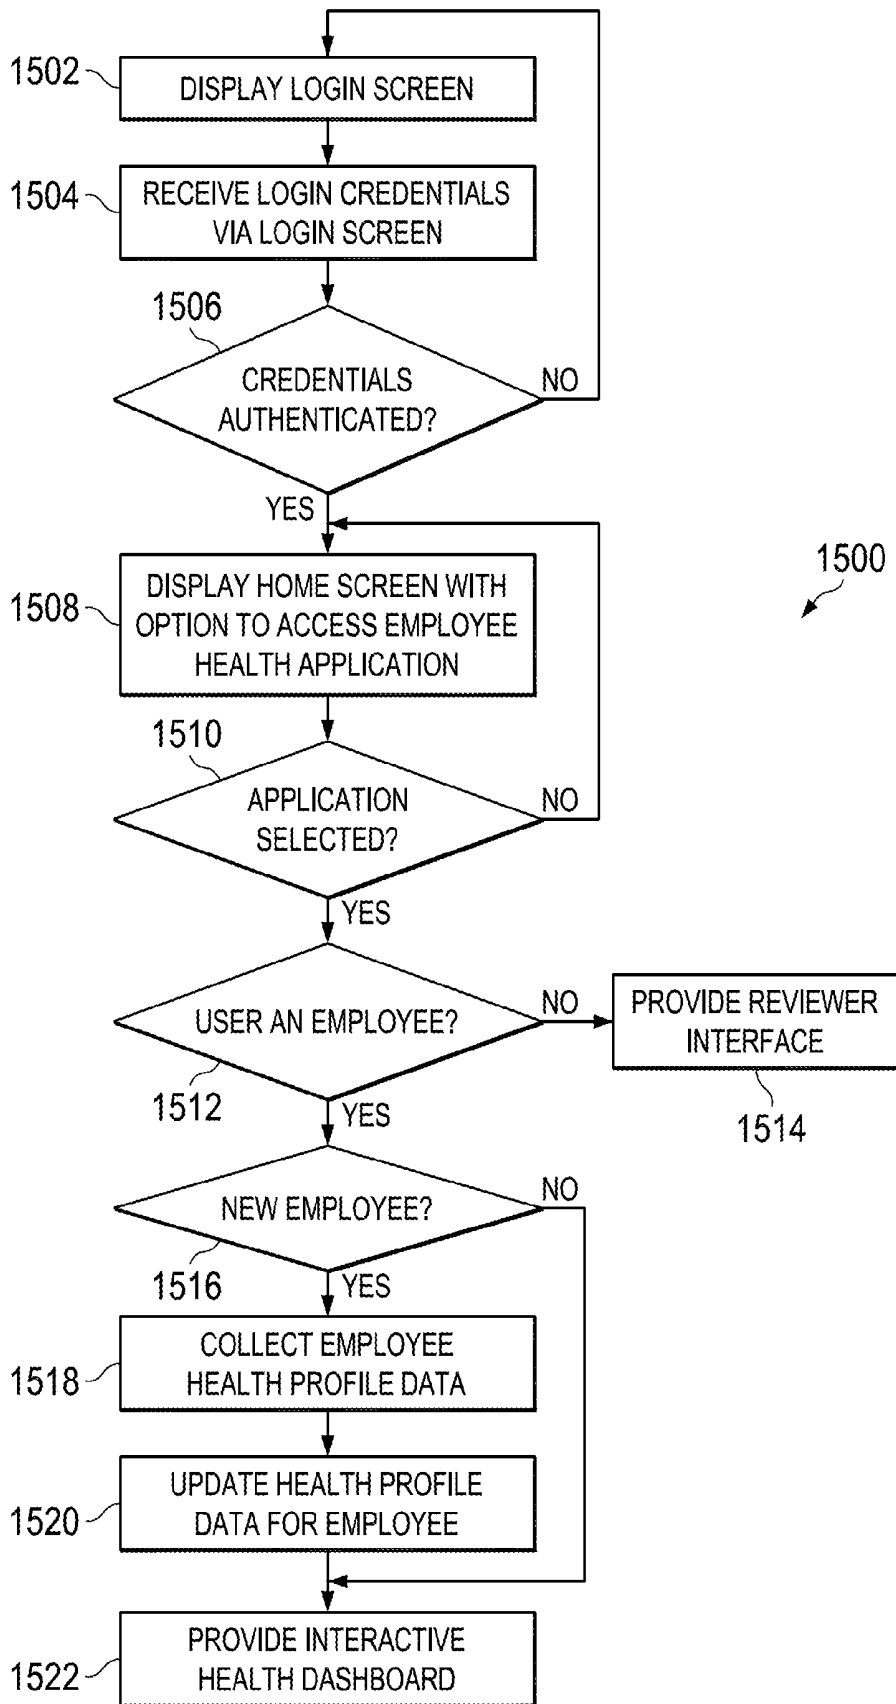 1502
DISPLAY LOGIN SCREEN
1504
RECEIVE LOGIN CREDENTIALS
VIA LOGIN SCREEN
1506
CREDENTIALS
AUTHENTICATED?
NO
YES
1500
1508
DISPLAY HOME SCREEN WITH
OPTION TO ACCESS EMPLOYEE
HEALTH APPLICATION
1510
APPLICATION
SELECTED?
NO
YES
USER AN EMPLOYEE?
NO
1512
YES
PROVIDE REVIEWER
INTERFACE
1514
NEW EMPLOYEE?
NO
1516
YES
1518
COLLECT EMPLOYEE
HEALTH PROFILE DATA
1520
UPDATE HEALTH PROFILE
DATA FOR EMPLOYEE
1522
PROVIDE INTERACTIVE
HEALTH DASHBOARD